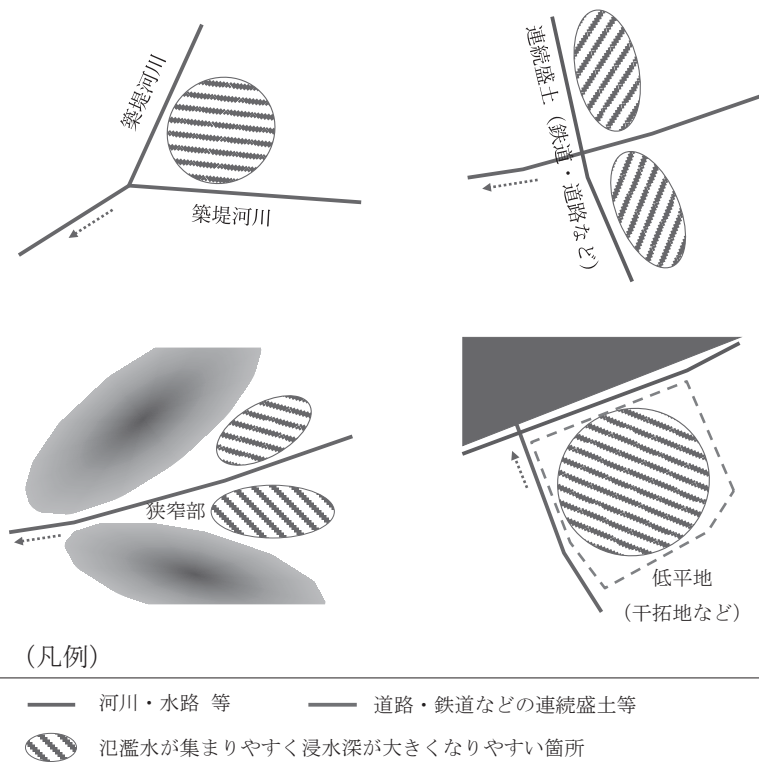 築堤河川
築堤河川
連続盛土（鉄道・道路など）
狭窄部
低平地
（干拓地など）
（凡例）
河川・水路 等
道路・鉄道などの連続盛土等
氾濫水が集まりやすく浸水深が大きくなりやすい箇所